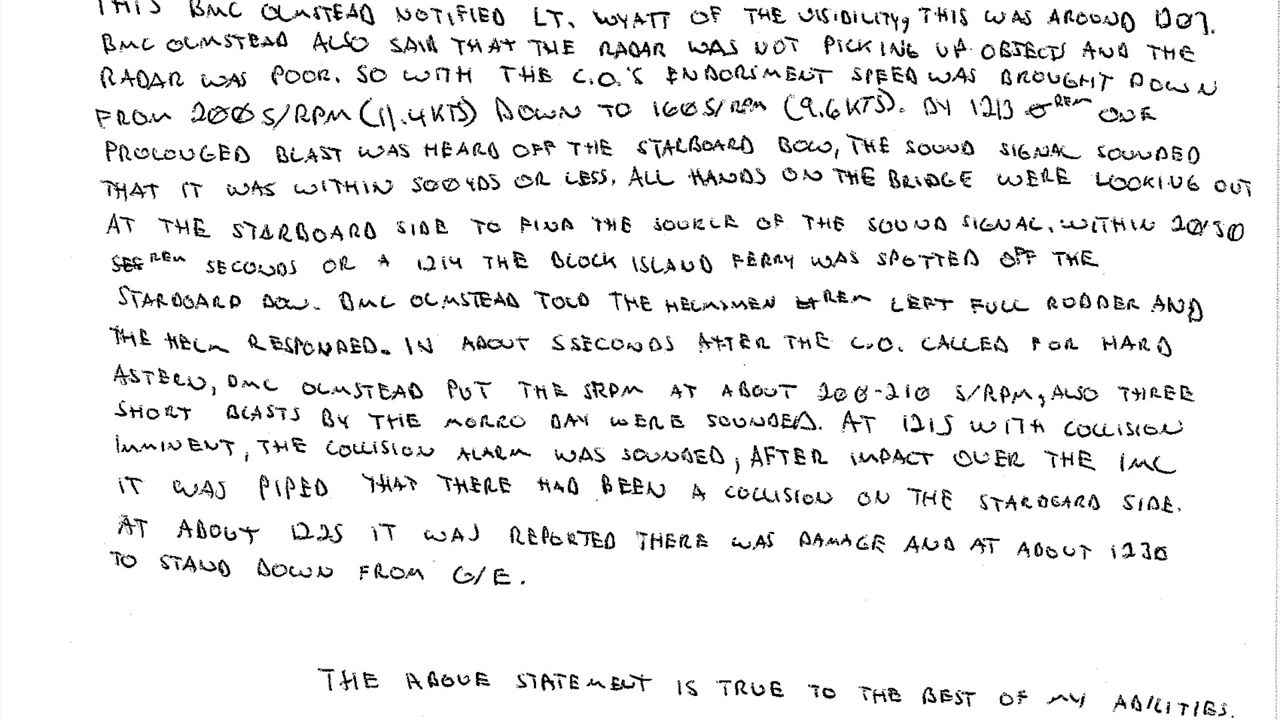 THIS BMC OLMSTEAD NOTIFIED LT. WYATT OF THE VISIBILITY, THIS WAS AROUND 1207.
BMC OLMSTEAD ALSO SAID THAT THE RADAR WAS NOT PICKING UP OBJECTS AND THE
RADAR WAS POOR. SO WITH THE C.O.'S ENDORSMENT SPEED WAS BROUGHT DOWN
FROM 200 S/RPM (11.4KTS) DOWN TO 160 S/RPM (9.6KTS). BY 1213 REM ONE
PROLONGED BLAST WAS HEARD OFF THE STARBOARD BOW, THE SOUND SIGNAL SOUNDED
THAT IT WAS WITHIN 500YDS OR LESS. ALL HANDS ON THE BRIDGE WERE LOOKING OUT
AT THE STARBOARD SIDE TO FIND THE SOURCE OF THE SOUND SIGNAL. WITHIN 20-30
REM SECONDS OR A 1214 THE BLOCK ISLAND FERRY WAS SPOTTED OFF THE
STARBOARD BOW. BMC OLMSTEAD TOLD THE HELMSMEN REM LEFT FULL RUDDER AND
THE HELM RESPONDED. IN ABOUT 5 SECONDS AFTER THE C.O. CALLED FOR HARD
ASTERN, BMC OLMSTEAD PUT THE SRPM AT ABOUT 200-210 S/RPM, ALSO THREE
SHORT BLASTS BY THE MORRO BAY WERE SOUNDED. AT 1215 WITH COLLISION
IMMINENT, THE COLLISION ALARM WAS SOUNDED, AFTER IMPACT OVER THE 1MC
IT WAS PIPED THAT THERE HAD BEEN A COLLISION ON THE STARBOARD SIDE.
AT ABOUT 1225 IT WAS REPORTED THERE WAS DAMAGE AND AT ABOUT 1230
TO STAND DOWN FROM G/E.
THE ABOVE STATEMENT IS TRUE TO THE BEST OF MY ABILITIES.